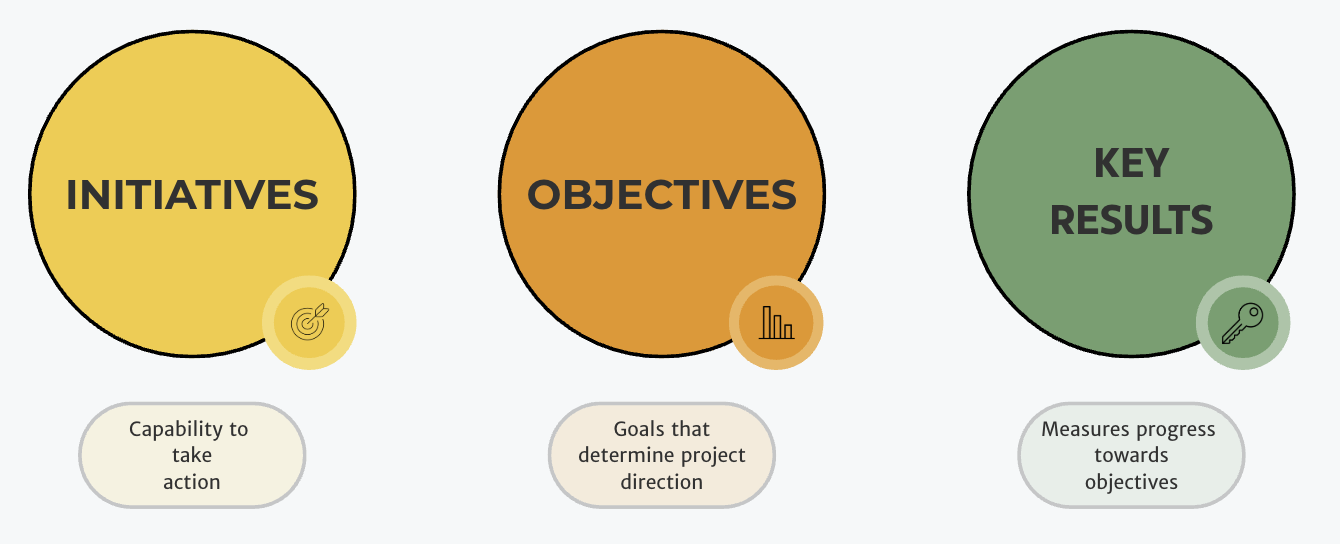 INITIATIVES
OBJECTIVES
KEY
RESULTS
Capability to
take
action
Goals that
determine project
direction
Measures progress
towards
objectives